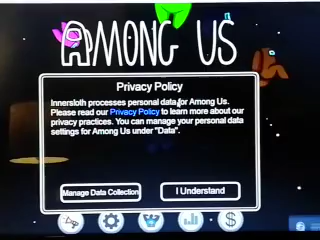 AMONG US
Privacy Policy
Innersloth processes personal data for Among Us.
Please read our Privacy Policy to learn more about our
privacy practices. You can manage your personal data
settings for Among Us under "Data".
Manage Data Collection
I Understand